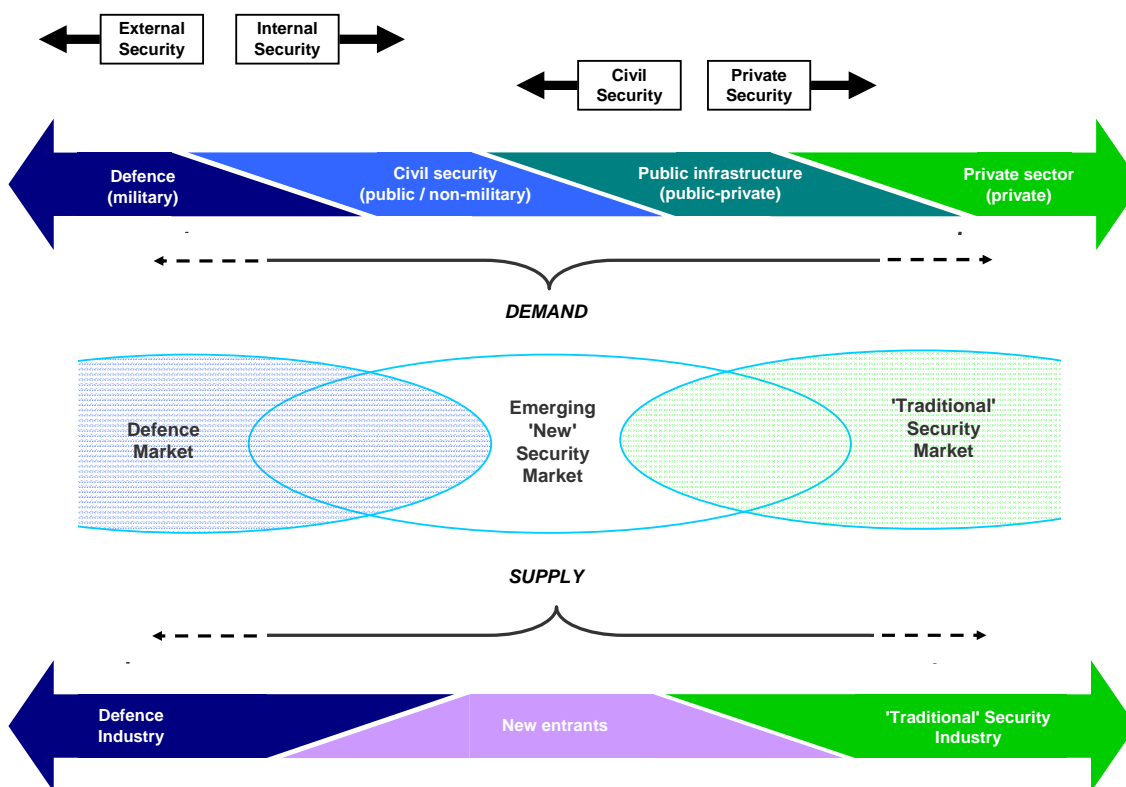 External
Security
Internal
Security
Civil
Security
Private
Security
Defence
(military)
Civil security
(public / non-military)
Public infrastructure
(public-private)
Private sector
(private)
DEMAND
Defence
Market
Emerging
'New'
Security
Market
'Traditional'
Security
Market
SUPPLY
Defence
Industry
New entrants
'Traditional' Security
Industry